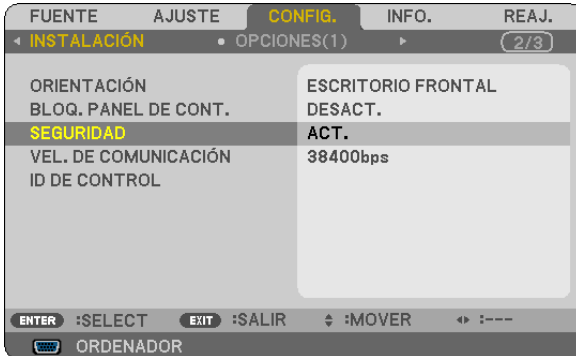 FUENTE AJUSTE CONFIG. INFO. REAJ.
INSTALACIÓN • OPCIONES(1) 2/3
ORIENTACIÓN ESCRITORIO FRONTAL
BLOQ. PANEL DE CONT. DESACT.
SEGURIDAD ACT.
VEL. DE COMUNICACIÓN 38400bps
ID DE CONTROL
ENTER :SELECT EXIT :SALIR :MOVER :---
ORDENADOR